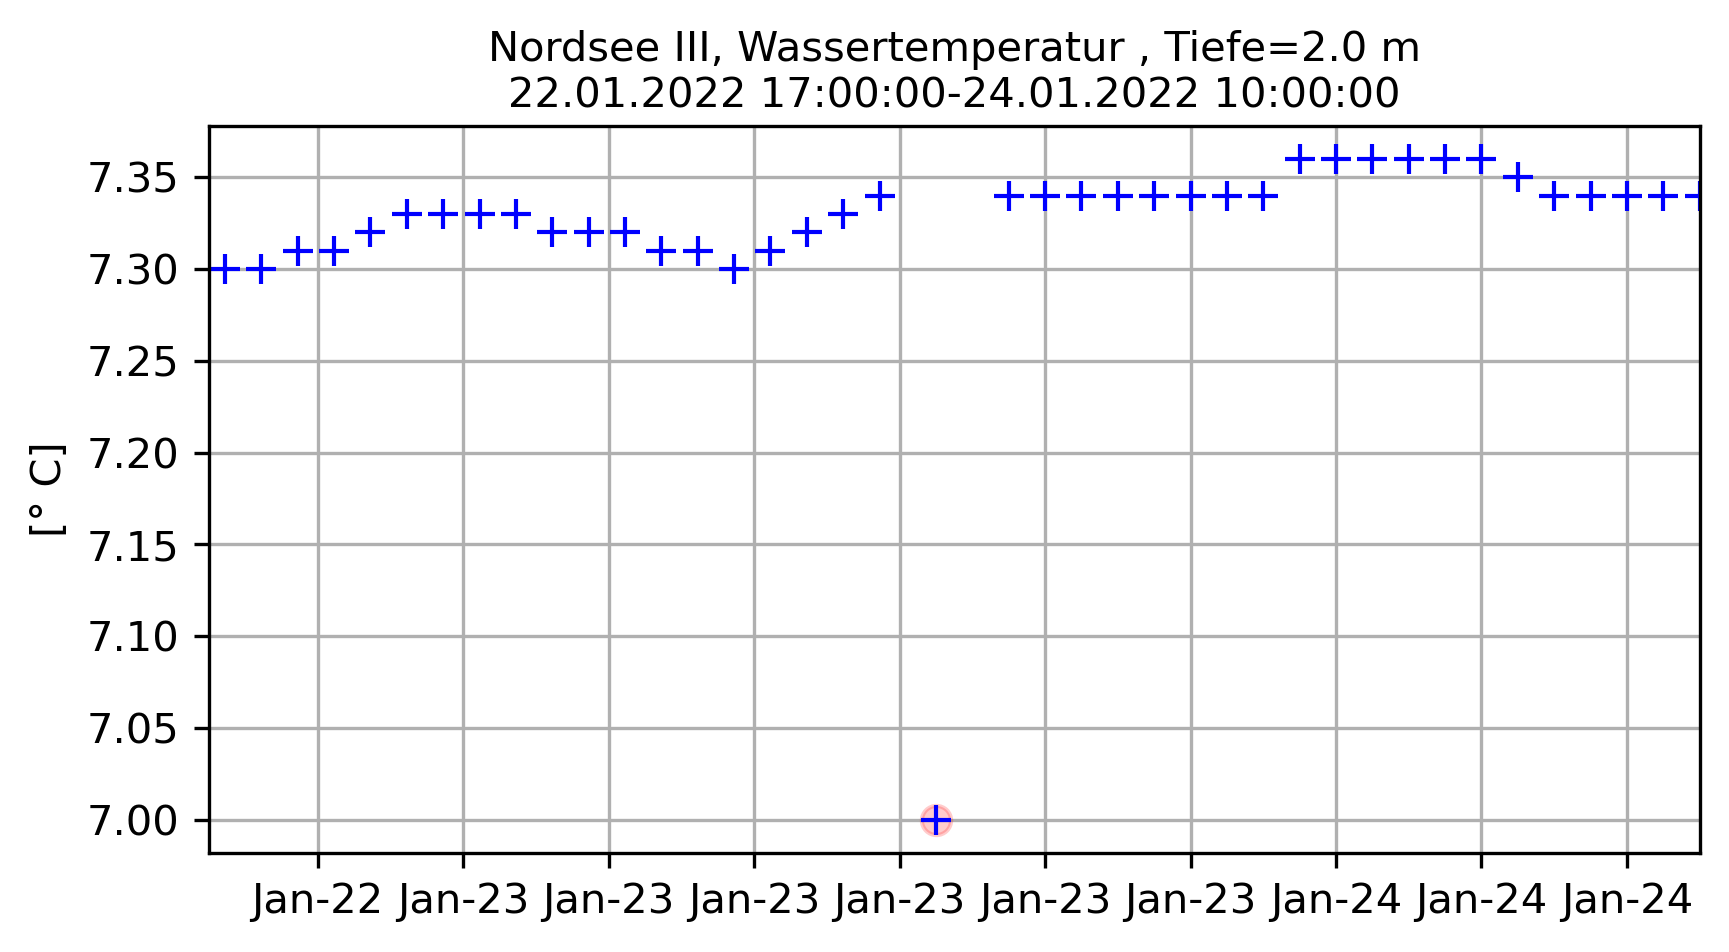 Nordsee III, Wassertemperatur , Tiefe=2.0 m
22.01.2022 17:00:00-24.01.2022 10:00:00
7.35
7.30
7.25
7.20
7.15
7.10
7.05
7.00
[° C]
Jan-22 Jan-23 Jan-23 Jan-23 Jan-23 Jan-23 Jan-23 Jan-24 Jan-24 Jan-24